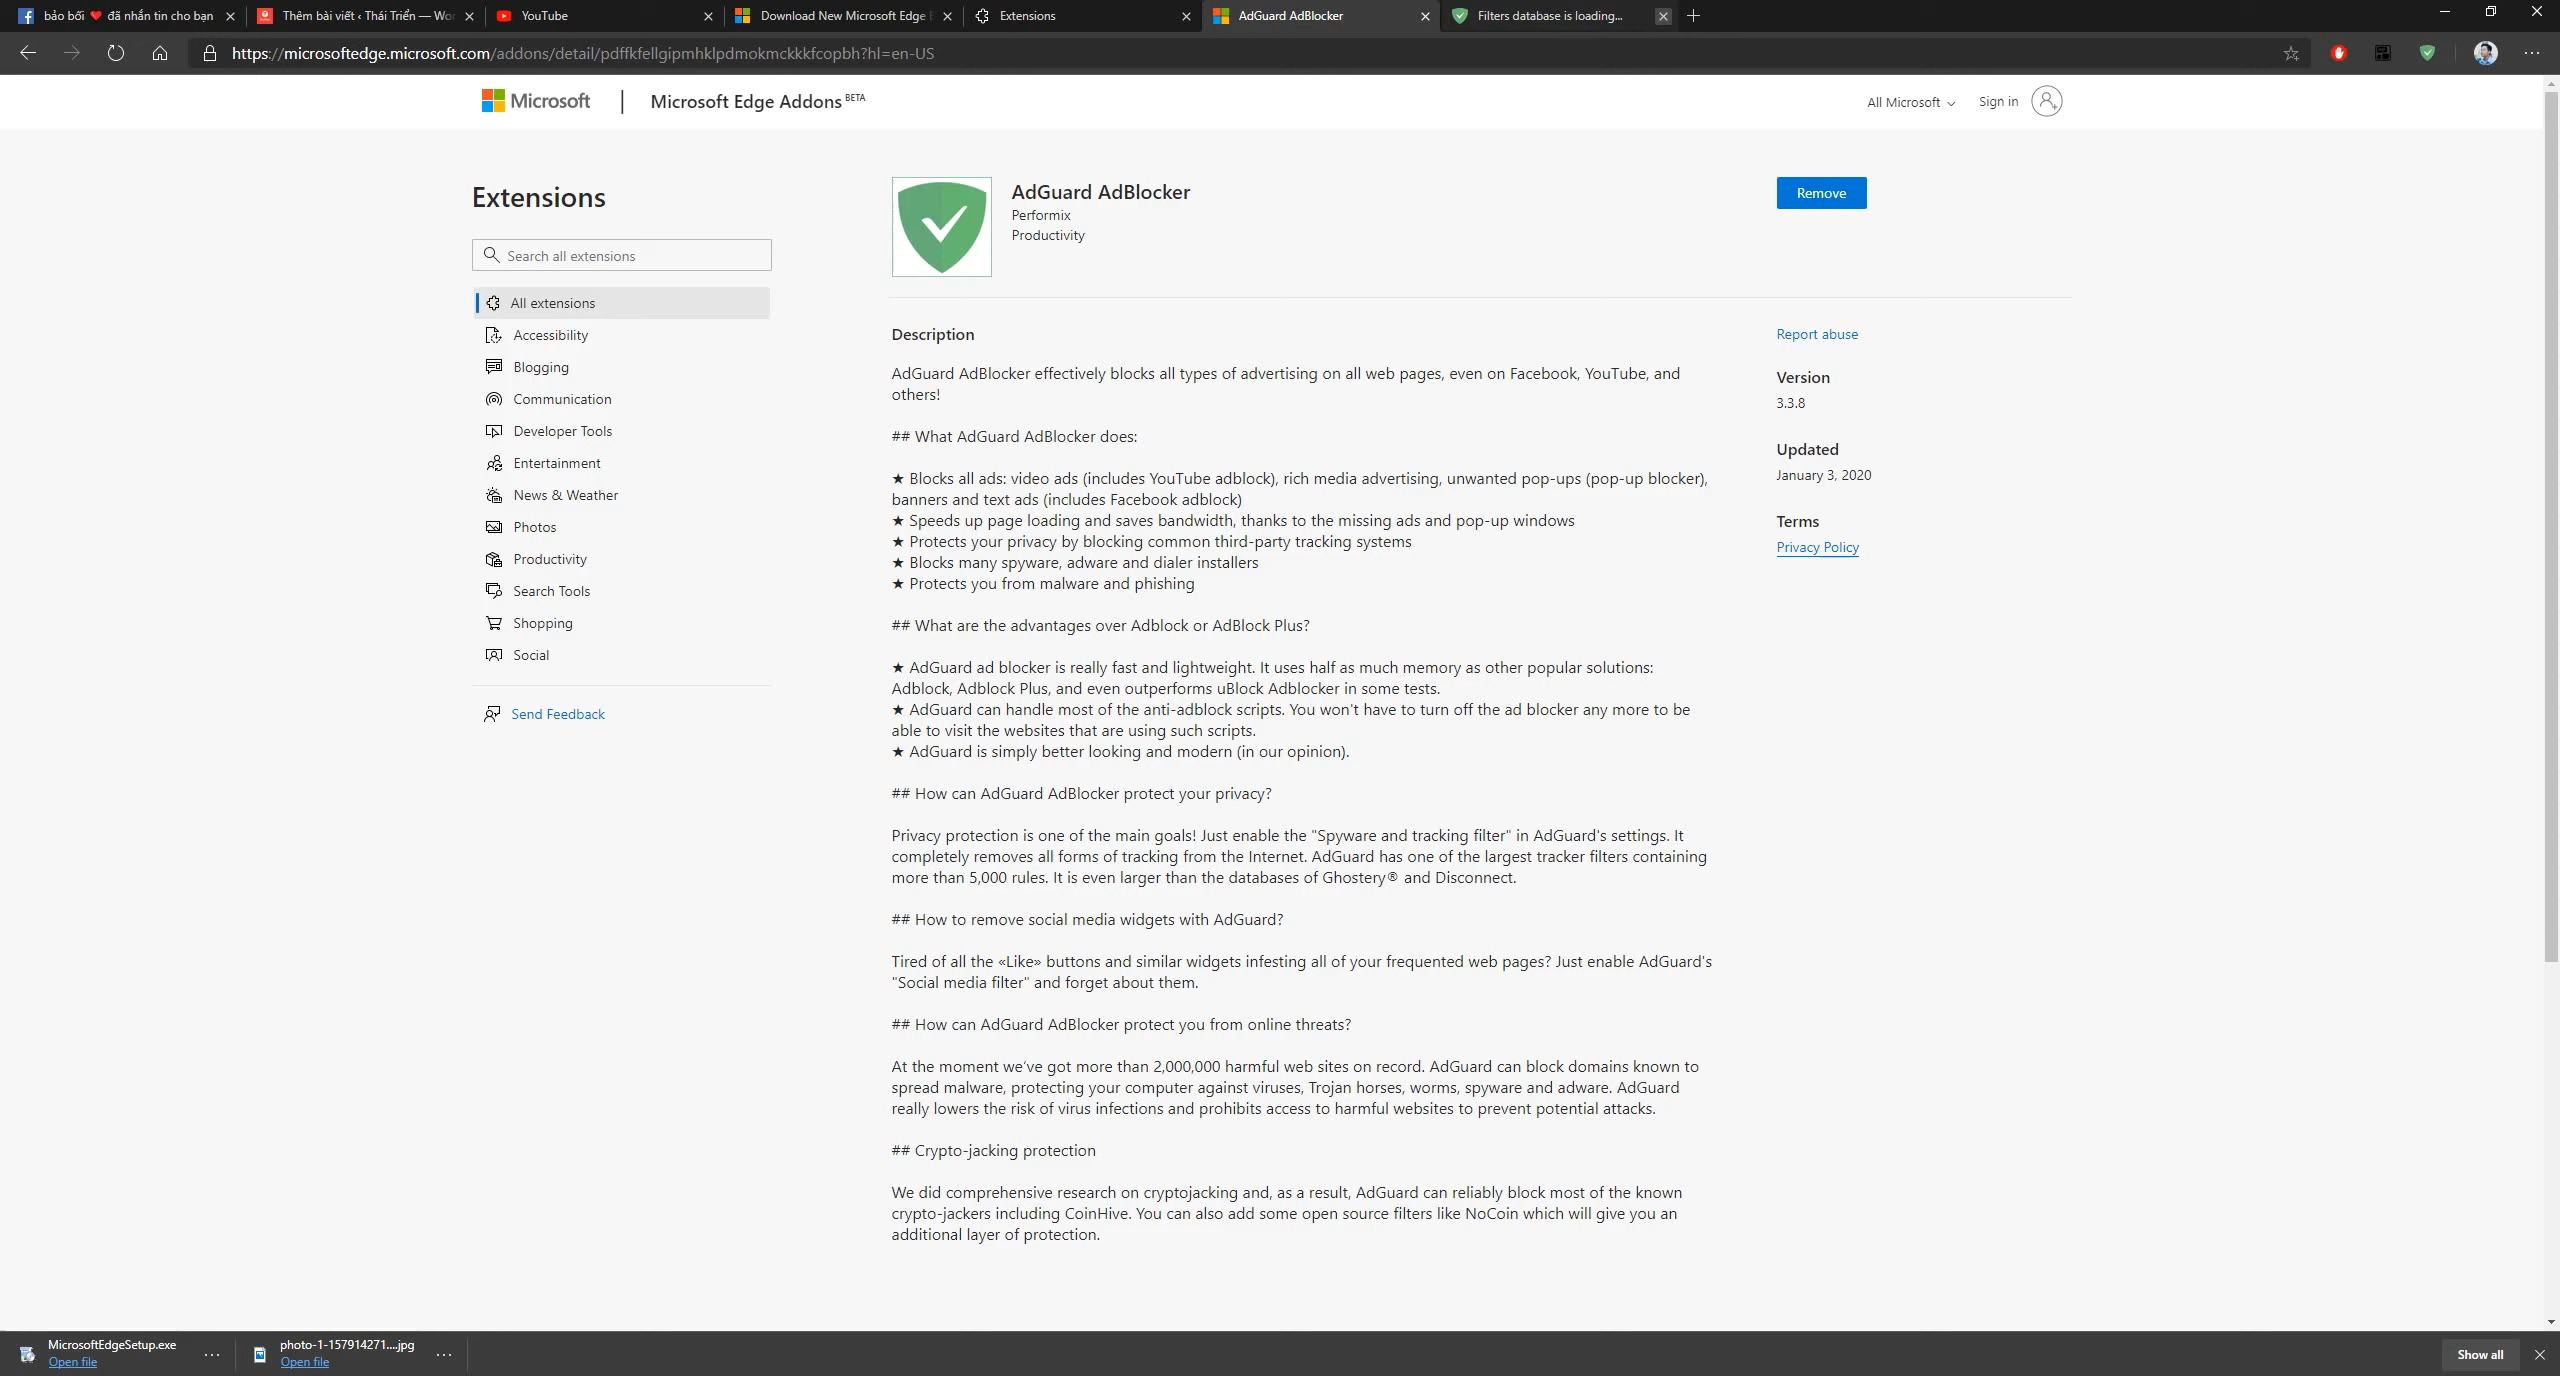 bảo bối ❤ đã nhắn tin cho bạn
Thêm bài viết ‹ Thái Triển — Wor
YouTube
Download New Microsoft Edge
Extensions
AdGuard AdBlocker
Filters database is loading...
https://microsoftedge.microsoft.com/addons/detail/pdffkfellgipmhklpdmokmckkkfcopbh?hl=en-US
Microsoft
Microsoft Edge Addons BETA
All Microsoft
Sign in
Extensions
Search all extensions
All extensions
Accessibility
Blogging
Communication
Developer Tools
Entertainment
News & Weather
Photos
Productivity
Search Tools
Shopping
Social
Send Feedback
AdGuard AdBlocker
Performix
Productivity
Remove
Description
AdGuard AdBlocker effectively blocks all types of advertising on all web pages, even on Facebook, YouTube, and
others!
## What AdGuard AdBlocker does:
★ Blocks all ads: video ads (includes YouTube adblock), rich media advertising, unwanted pop-ups (pop-up blocker),
banners and text ads (includes Facebook adblock)
★ Speeds up page loading and saves bandwidth, thanks to the missing ads and pop-up windows
★ Protects your privacy by blocking common third-party tracking systems
★ Blocks many spyware, adware and dialer installers
★ Protects you from malware and phishing
## What are the advantages over Adblock or AdBlock Plus?
★ AdGuard ad blocker is really fast and lightweight. It uses half as much memory as other popular solutions:
Adblock, Adblock Plus, and even outperforms uBlock Adblocker in some tests.
★ AdGuard can handle most of the anti-adblock scripts. You won't have to turn off the ad blocker any more to be
able to visit the websites that are using such scripts.
★ AdGuard is simply better looking and modern (in our opinion).
## How can AdGuard AdBlocker protect your privacy?
Privacy protection is one of the main goals! Just enable the "Spyware and tracking filter" in AdGuard's settings. It
completely removes all forms of tracking from the Internet. AdGuard has one of the largest tracker filters containing
more than 5,000 rules. It is even larger than the databases of Ghostery® and Disconnect.
## How to remove social media widgets with AdGuard?
Tired of all the «Like» buttons and similar widgets infesting all of your frequented web pages? Just enable AdGuard's
"Social media filter" and forget about them.
## How can AdGuard AdBlocker protect you from online threats?
At the moment we've got more than 2,000,000 harmful web sites on record. AdGuard can block domains known to
spread malware, protecting your computer against viruses, Trojan horses, worms, spyware and adware. AdGuard
really lowers the risk of virus infections and prohibits access to harmful websites to prevent potential attacks.
## Crypto-jacking protection
We did comprehensive research on cryptojacking and, as a result, AdGuard can reliably block most of the known
crypto-jackers including CoinHive. You can also add some open source filters like NoCoin which will give you an
additional layer of protection.
Report abuse
Version
3.3.8
Updated
January 3, 2020
Terms
Privacy Policy
MicrosoftEdgeSetup.exe
Open file
photo-1-157914271....jpg
Open file
Show all